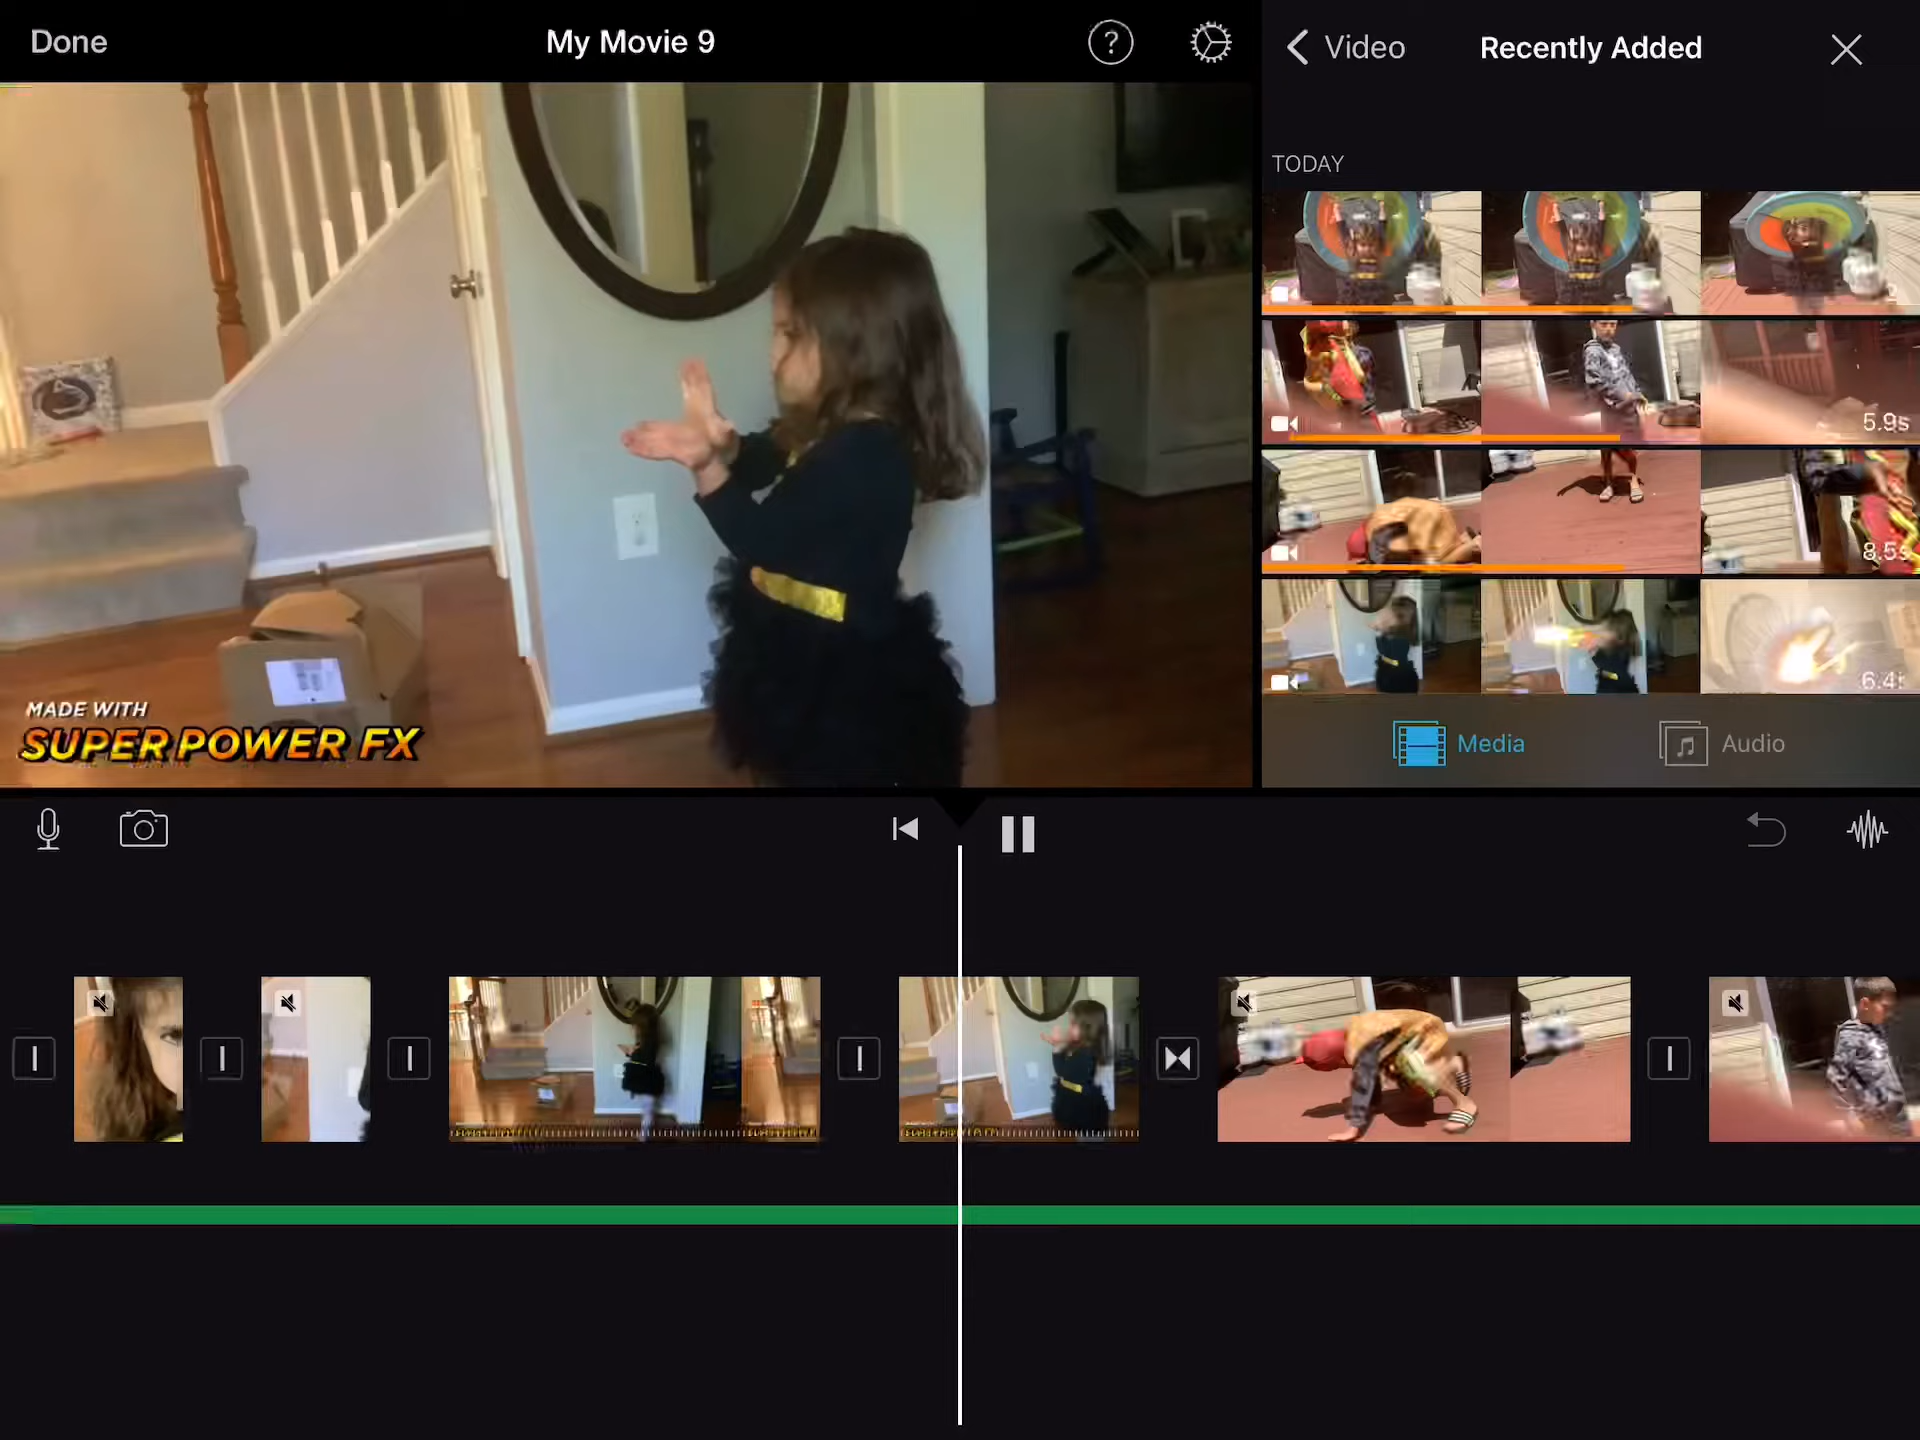 Done
My Movie 9
?
Video
Recently Added
TODAY
5.9s
8.5s
MADE WITH
SUPER POWER FX
Media
Audio